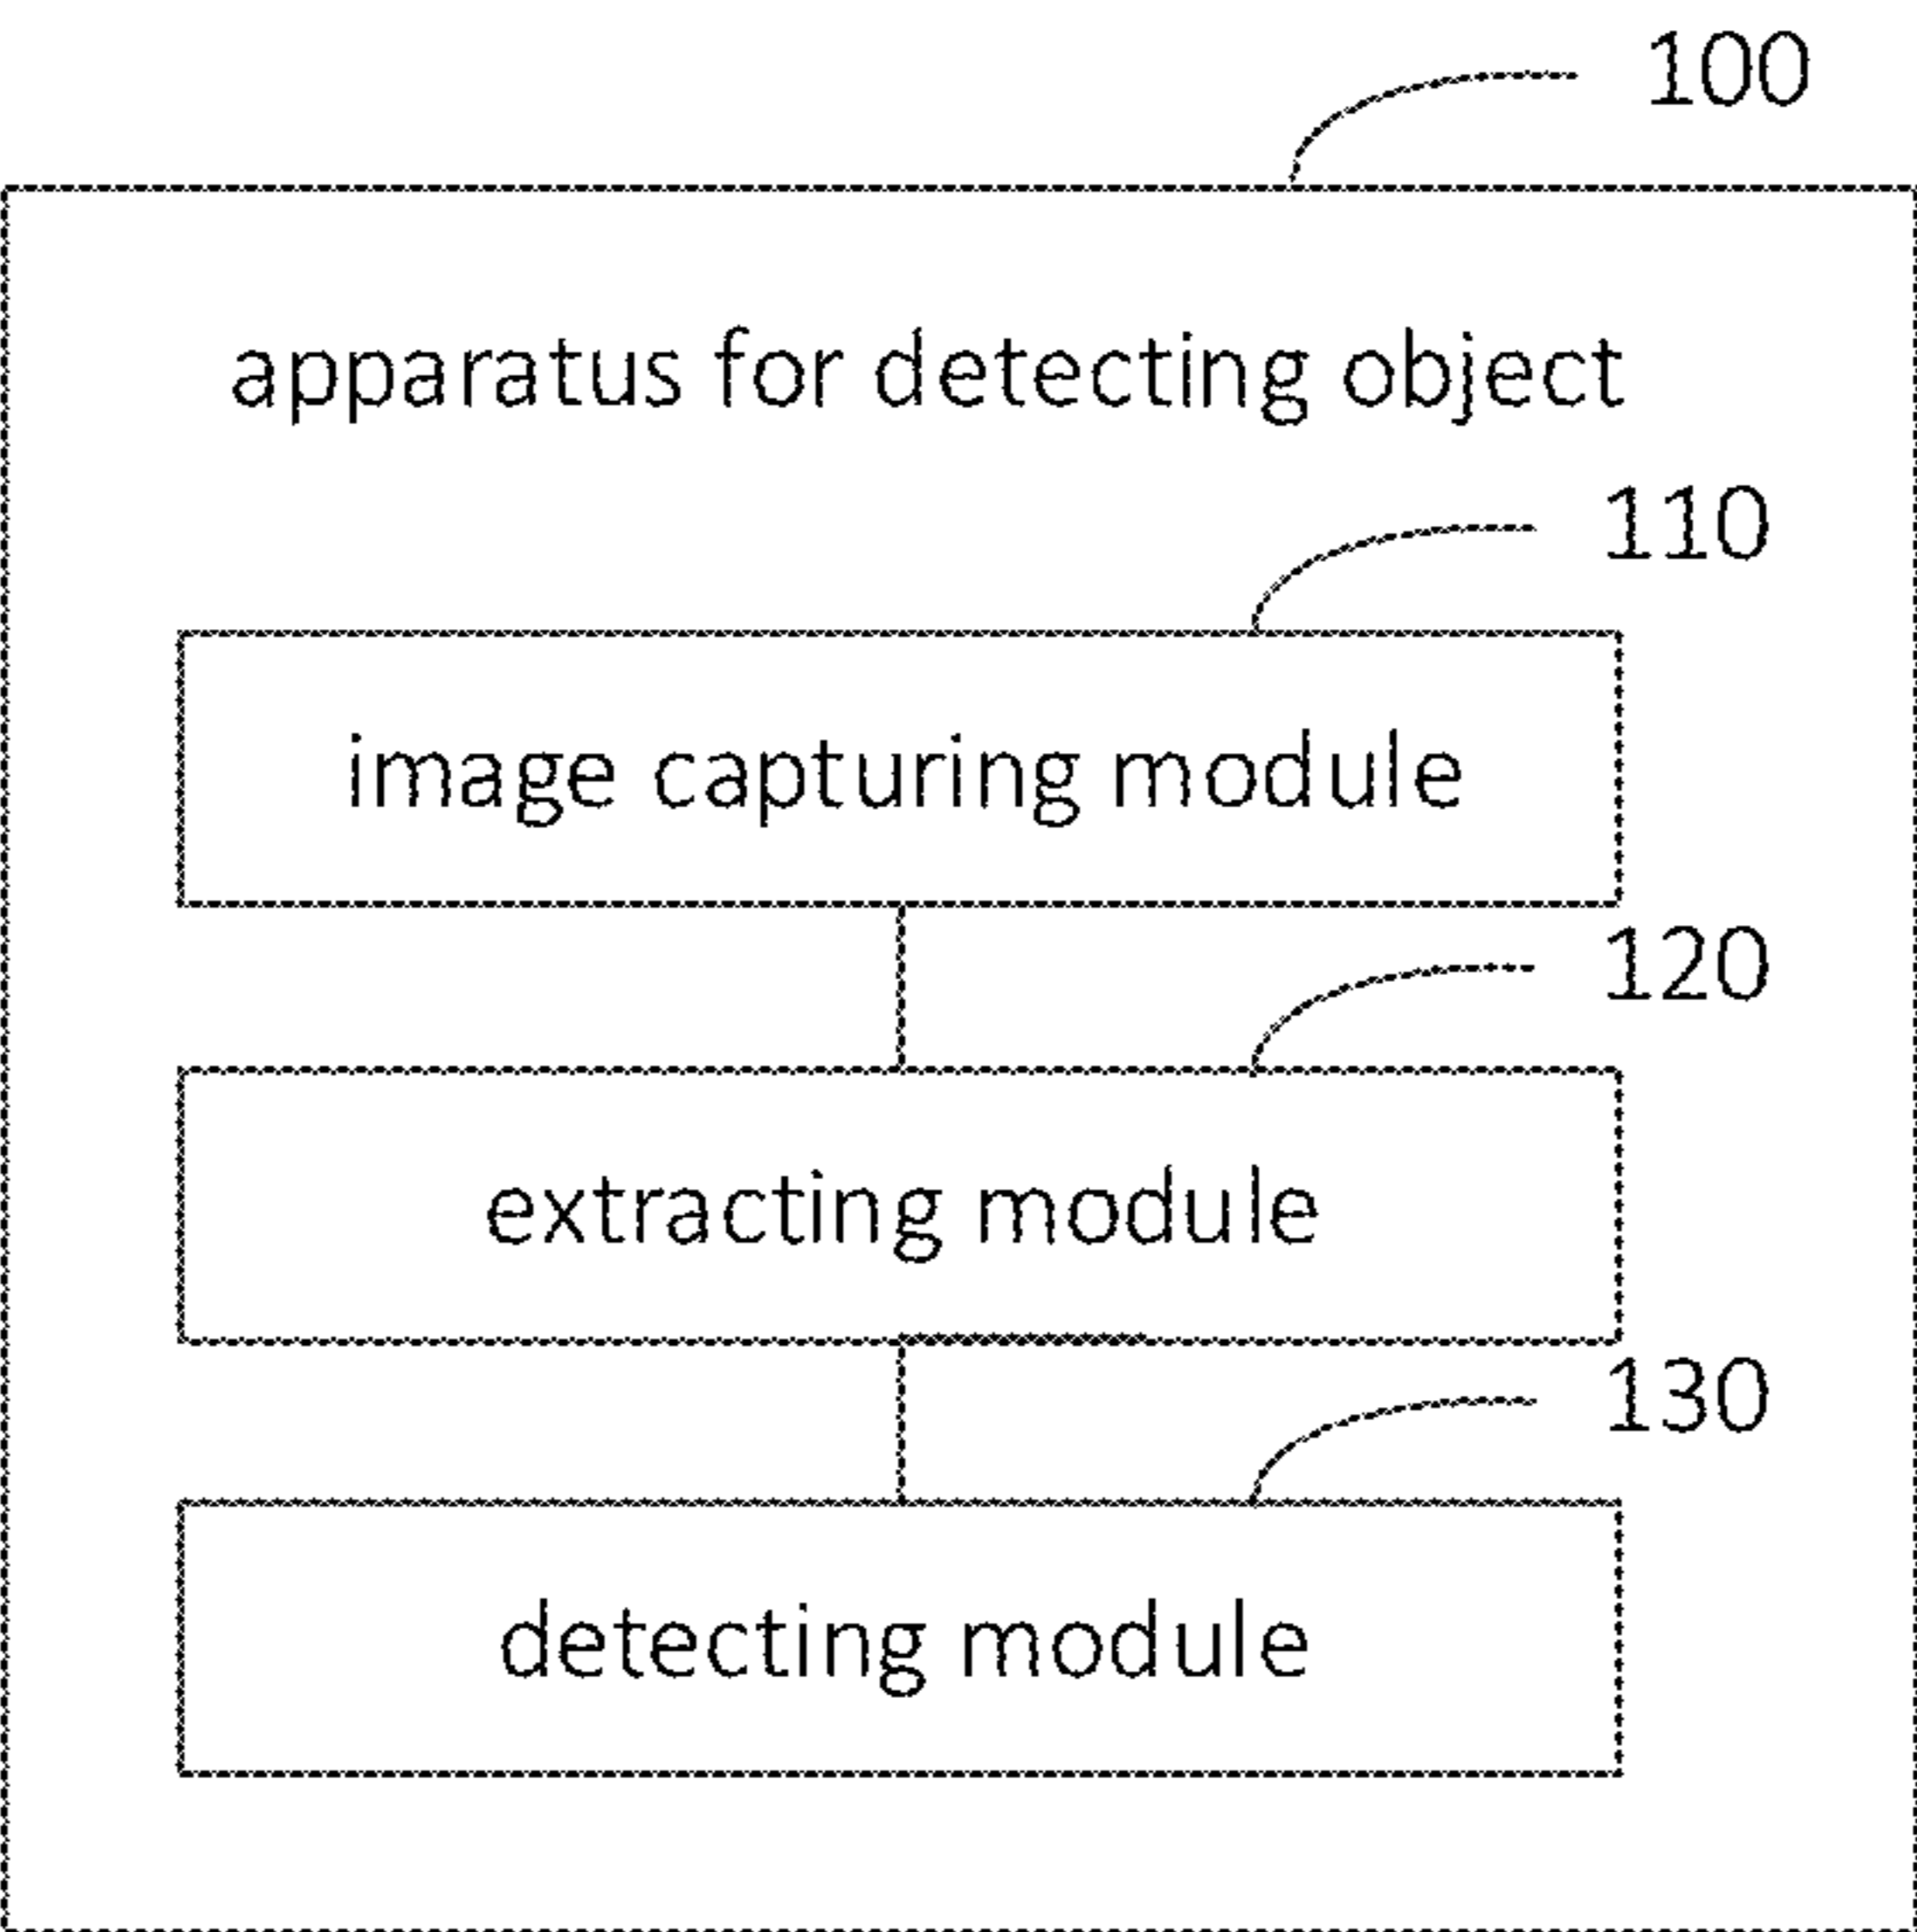 100
apparatus for detecting object
110
image capturing module
120
extracting module
130
detecting module